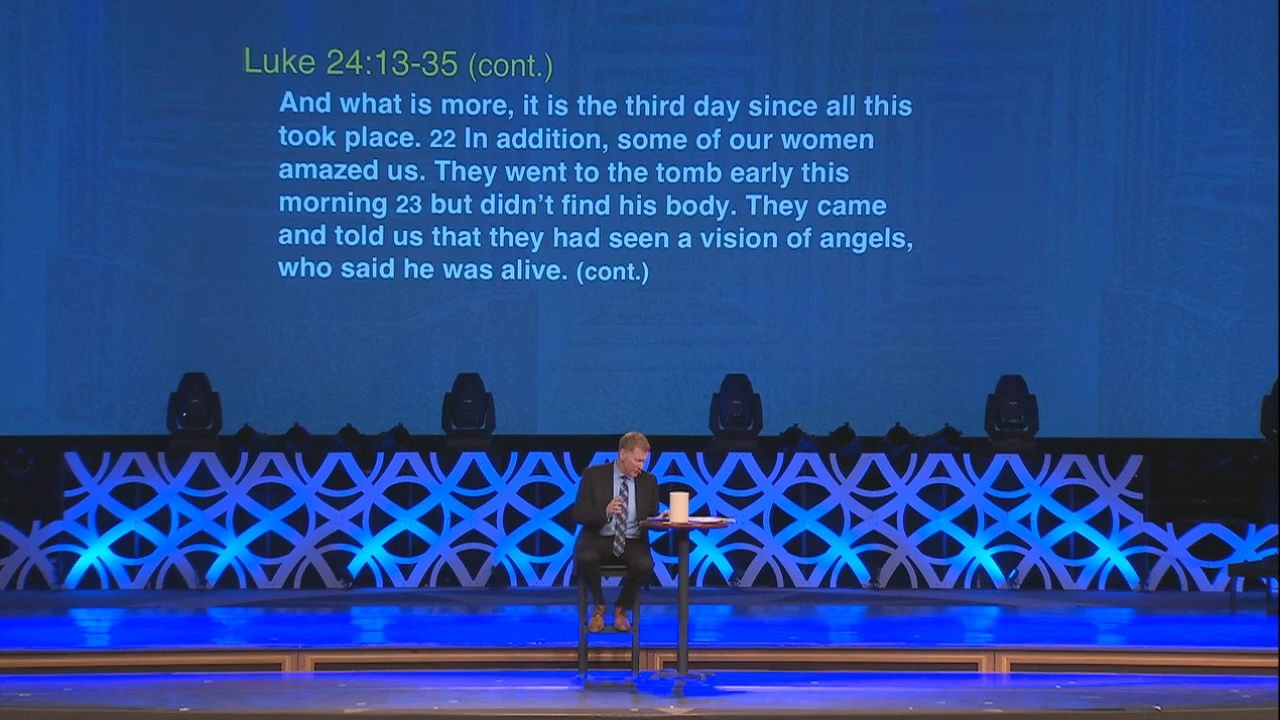 Luke 24:13-35 (cont.)
And what is more, it is the third day since all this
took place. 22 In addition, some of our women
amazed us. They went to the tomb early this
morning 23 but didn’t find his body. They came
and told us that they had seen a vision of angels,
who said he was alive. (cont.)